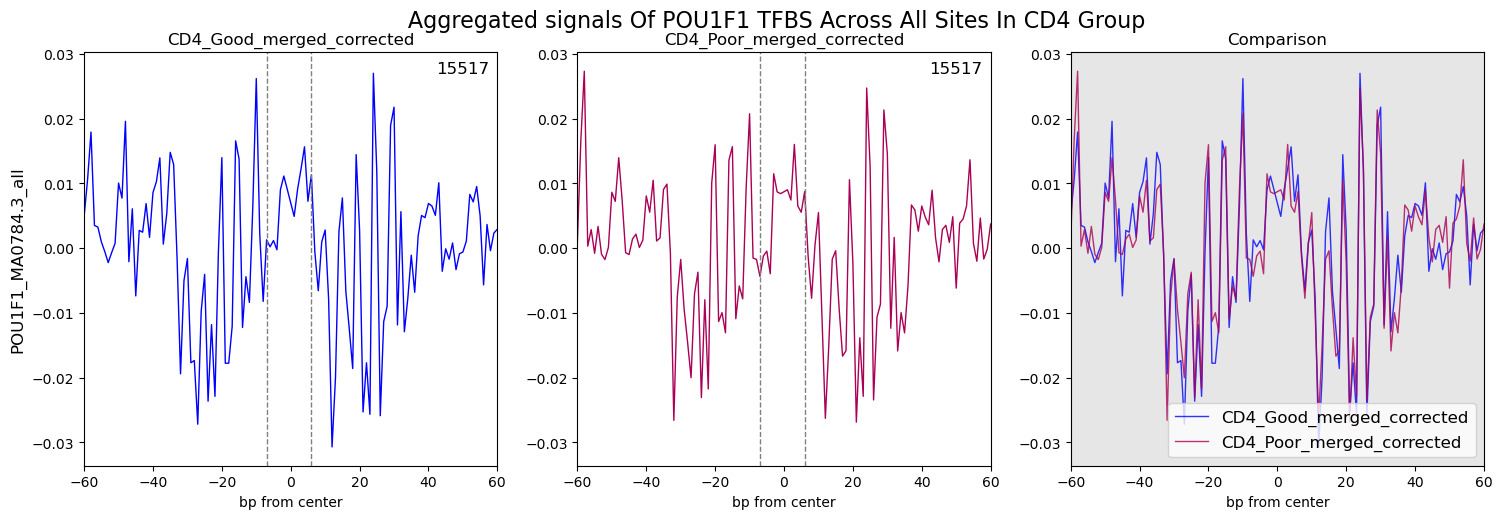 Aggregated signals Of POU1F1 TFBS Across All Sites In CD4 Group
CD4_Good_merged_corrected
CD4_Poor_merged_corrected
Comparison
POU1F1_MA0784.3_all
0.03
0.02
0.01
0.00
−0.01
−0.02
−0.03
15517
−60 −40 −20 0 20 40 60
bp from center
0.03
0.02
0.01
0.00
−0.01
−0.02
−0.03
15517
−60 −40 −20 0 20 40 60
bp from center
0.03
0.02
0.01
0.00
−0.01
−0.02
−0.03
CD4_Good_merged_corrected
CD4_Poor_merged_corrected
−60 −40 −20 0 20 40 60
bp from center